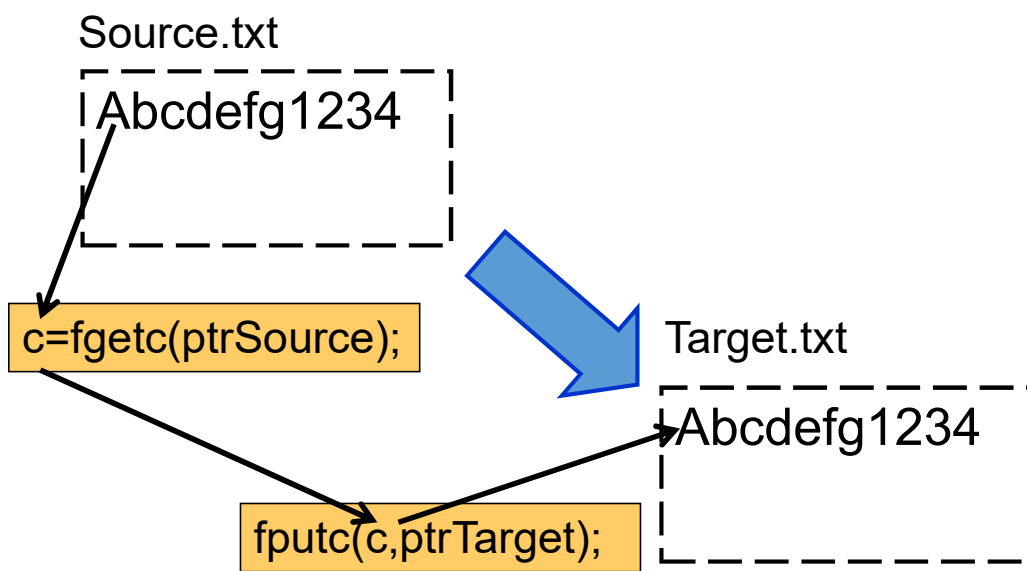 Source.txt
Abcdefg1234
c=fgetc(ptrSource);
Target.txt
Abcdefg1234
fputc(c,ptrTarget);